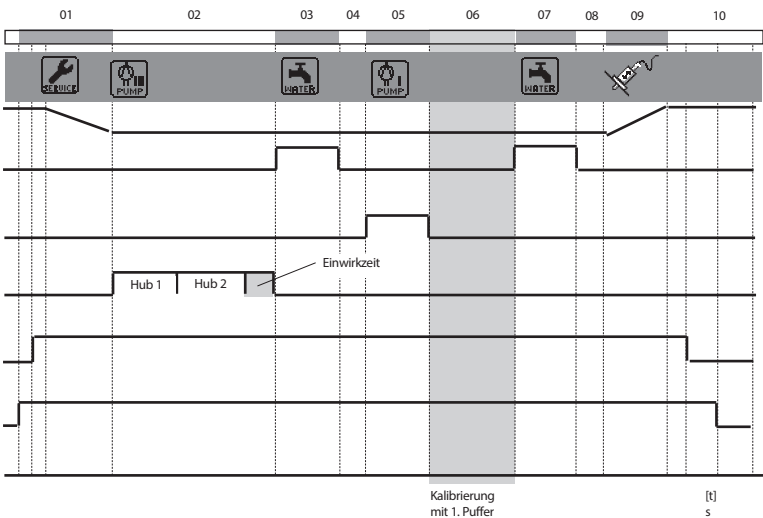 01 02 03 04 05 06 07 08 09 10
SERVICE PUMP WATER PUMP WATER
Einwirkzeit
Hub 1 Hub 2
Kalibrierung [t]
mit 1. Puffer s